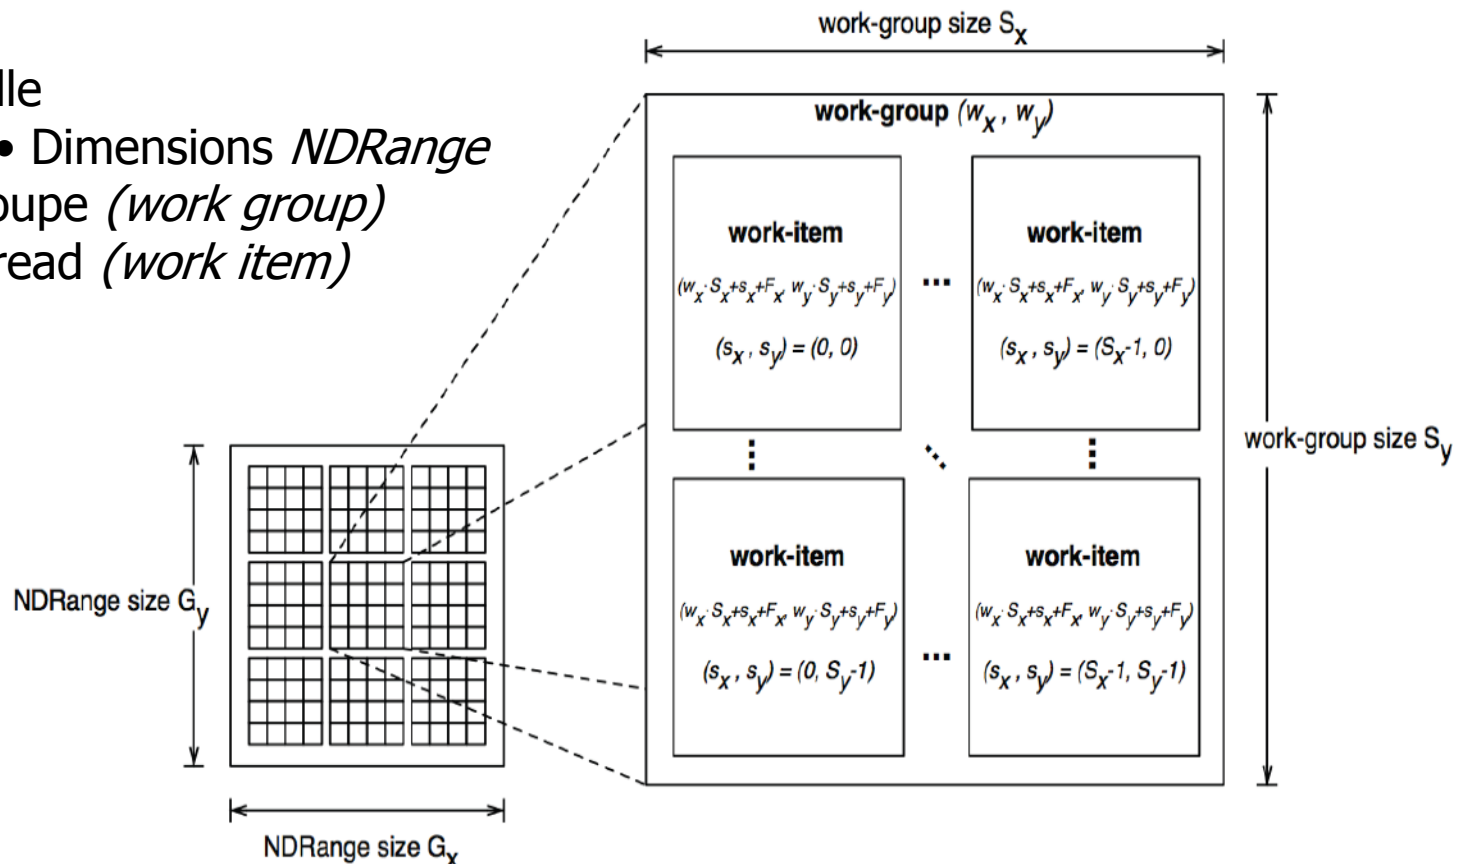 lle
• Dimensions NDRange
oupe (work group)
read (work item)
work-group size Sx
work-group (wx , wy)
work-item
(wx·Sx+sx+Fx, wy·Sy+sy+Fy)
(sx , sy) = (0, 0)
...
work-item
(wx·Sx+sx+Fx, wy·Sy+sy+Fy)
(sx , sy) = (Sx-1, 0)
work-group size Sy
work-item
(wx·Sx+sx+Fx, wy·Sy+sy+Fy)
(sx , sy) = (0, Sy-1)
...
work-item
(wx·Sx+sx+Fx, wy·Sy+sy+Fy)
(sx , sy) = (Sx-1, Sy-1)
NDRange size Gy
NDRange size Gx